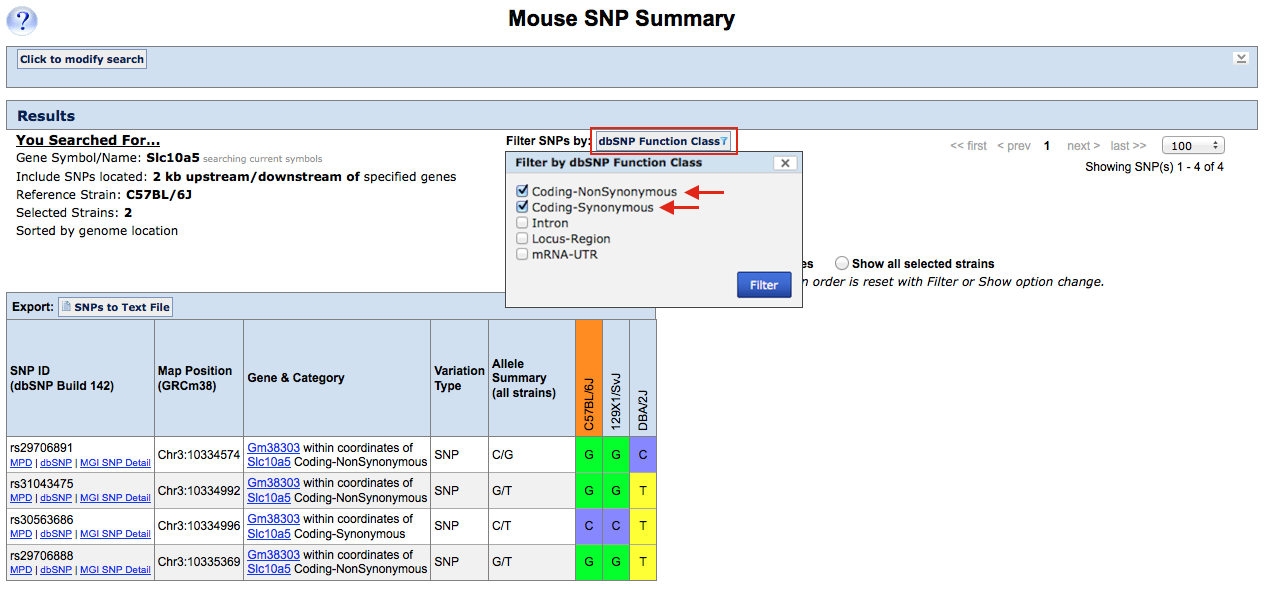 ?
Mouse SNP Summary
Click to modify search
Results
You Searched For...
Gene Symbol/Name: Slc10a5 searching current symbols
Include SNPs located: 2 kb upstream/downstream of specified genes
Reference Strain: C57BL/6J
Selected Strains: 2
Sorted by genome location
Filter SNPs by: dbSNP Function Class
Filter by dbSNP Function Class
Coding-NonSynonymous
Coding-Synonymous
Intron
Locus-Region
mRNA-UTR
Filter
<< first < prev 1 next > last >> 100
Showing SNP(s) 1 - 4 of 4
es Show all selected strains
n order is reset with Filter or Show option change.
Export: SNPs to Text File
SNP ID
(dbSNP Build 142)
Map Position
(GRCm38)
Gene & Category
Variation
Type
Allele
Summary
(all strains)
C57BL/6J
129X1/SvJ
DBA/2J
rs29706891
MPD | dbSNP | MGI SNP Detail
Chr3:10334574
Gm38303 within coordinates of
Slc10a5 Coding-NonSynonymous
SNP
C/G
G
G
C
rs31043475
MPD | dbSNP | MGI SNP Detail
Chr3:10334992
Gm38303 within coordinates of
Slc10a5 Coding-NonSynonymous
SNP
G/T
G
G
T
rs30563686
MPD | dbSNP | MGI SNP Detail
Chr3:10334996
Gm38303 within coordinates of
Slc10a5 Coding-Synonymous
SNP
C/T
C
C
T
rs29706888
MPD | dbSNP | MGI SNP Detail
Chr3:10335369
Gm38303 within coordinates of
Slc10a5 Coding-NonSynonymous
SNP
G/T
G
G
T